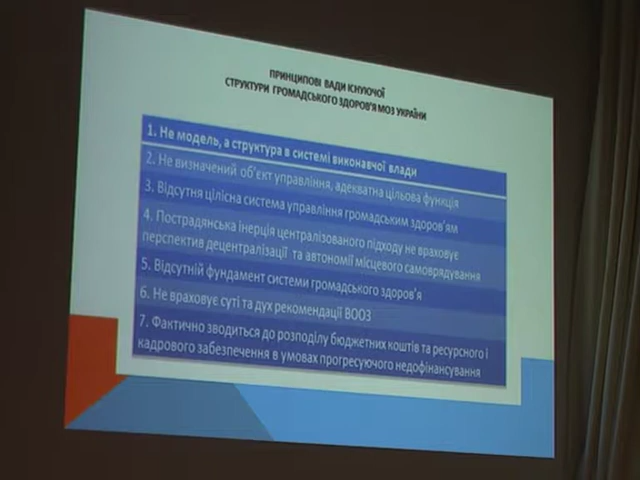 ПРИНЦИПОВІ ВАДИ ІСНУЮЧОЇ
СТРУКТУРИ ГРОМАДСЬКОГО ЗДОРОВ'Я МОЗ УКРАЇНИ
1. Не модель, а структура в системі виконавчої влади
2. Не визначений об'єкт управління, адекватна цільова функція
3. Відсутня цілісна система управління громадським здоров'ям
4. Пострадянська інерція централізованого підходу не враховує
перспектив децентралізації та автономії місцевого самоврядування
5. Відсутній фундамент системи громадського здоров'я
6. Не враховує суті та дух рекомендації ВООЗ
7. Фактично зводиться до розподілу бюджетних коштів та ресурсного і
кадрового забезпечення в умовах прогресуючого недофінансування